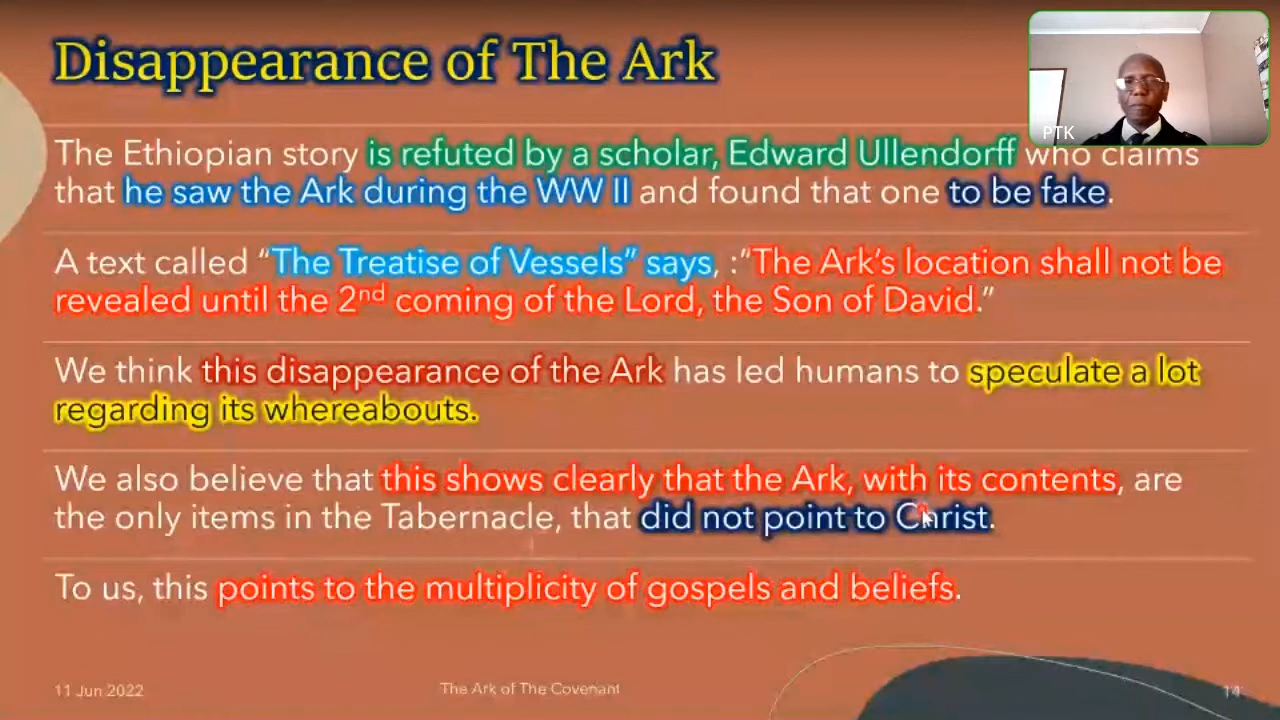 Disappearance of The Ark
PTK
The Ethiopian story is refuted by a scholar, Edward Ullendorff who claims
that he saw the Ark during the WW II and found that one to be fake.
A text called “The Treatise of Vessels” says, :“The Ark’s location shall not be
revealed until the 2nd coming of the Lord, the Son of David.”
We think this disappearance of the Ark has led humans to speculate a lot
regarding its whereabouts.
We also believe that this shows clearly that the Ark, with its contents, are
the only items in the Tabernacle, that did not point to Christ.
To us, this points to the multiplicity of gospels and beliefs.
11 Jun 2022
The Ark of The Covenant
14